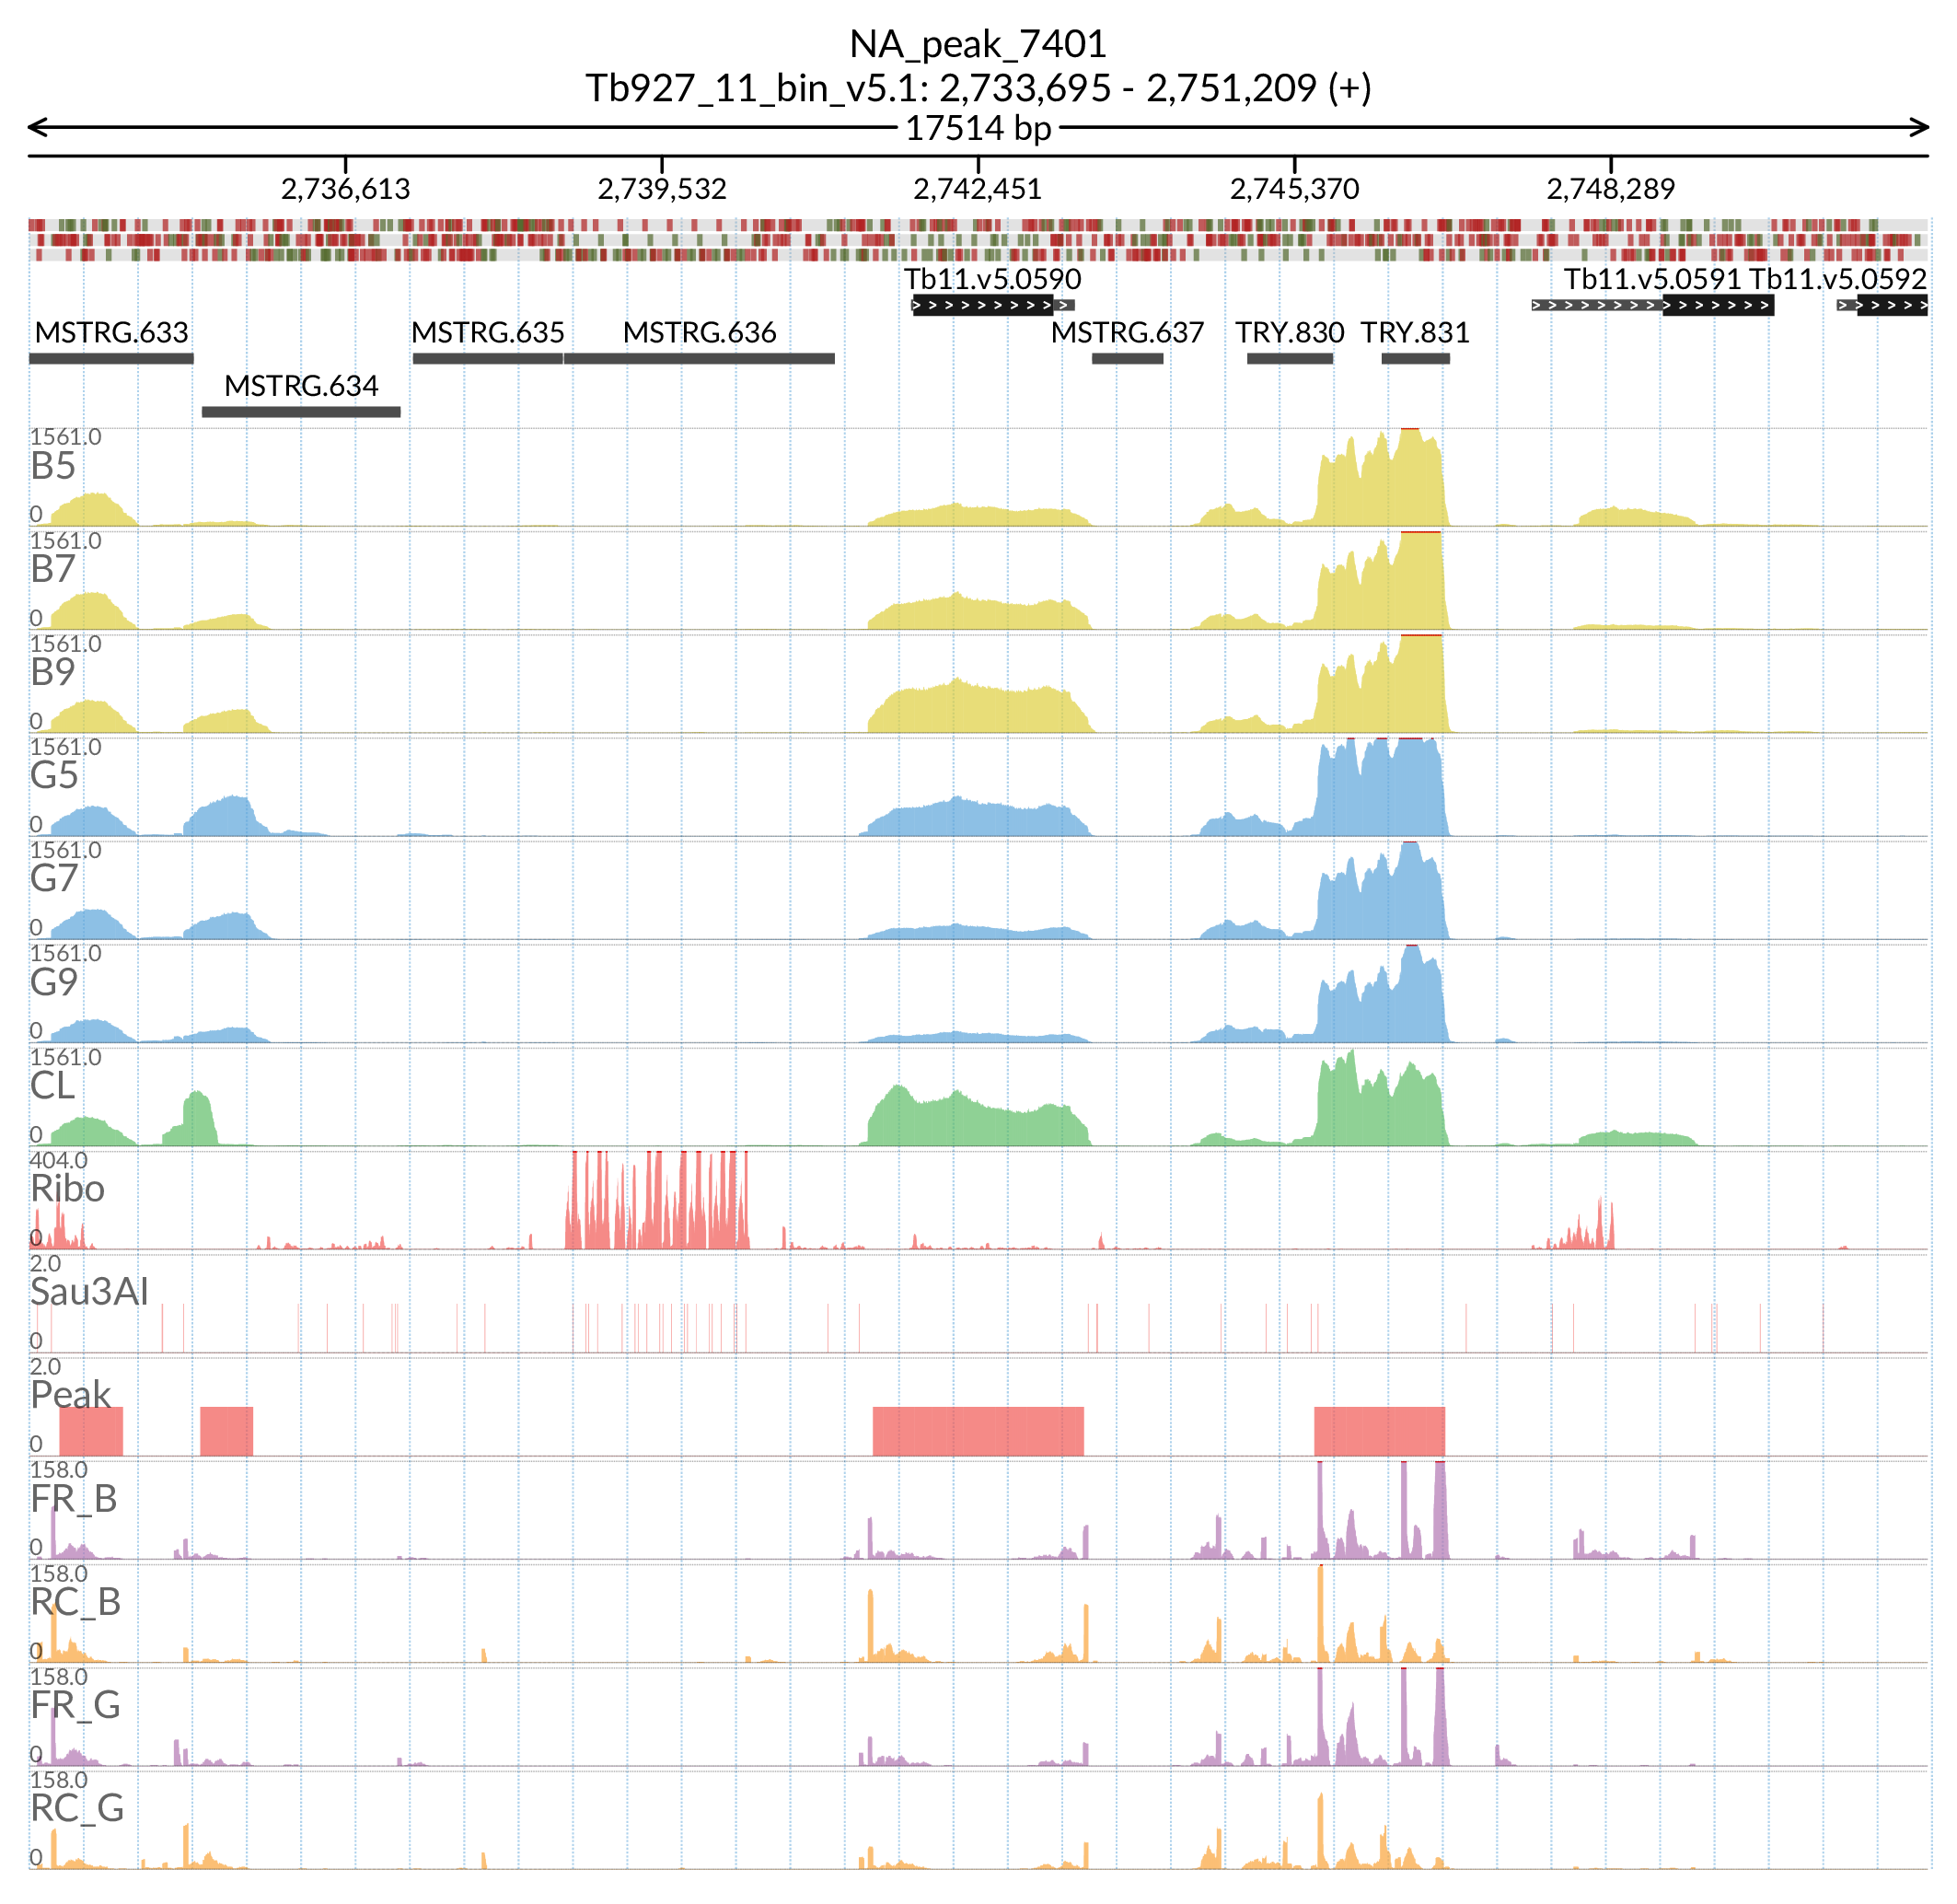 NA_peak_7401
Tb927_11_bin_v5.1: 2,733,695 - 2,751,209 (+)
17514 bp
2,736,613 2,739,532 2,742,451 2,745,370 2,748,289
Tb11.v5.0590 Tb11.v5.0591 Tb11.v5.0592
MSTRG.633 MSTRG.635 MSTRG.636 MSTRG.637 TRY.830 TRY.831
MSTRG.634
1561.0
B5
0
1561.0
B7
0
1561.0
B9
0
1561.0
G5
0
1561.0
G7
0
1561.0
G9
0
1561.0
CL
0
404.0
Ribo
0
2.0
Sau3AI
0
2.0
Peak
0
158.0
FR_B
0
158.0
RC_B
0
158.0
FR_G
0
158.0
RC_G
0